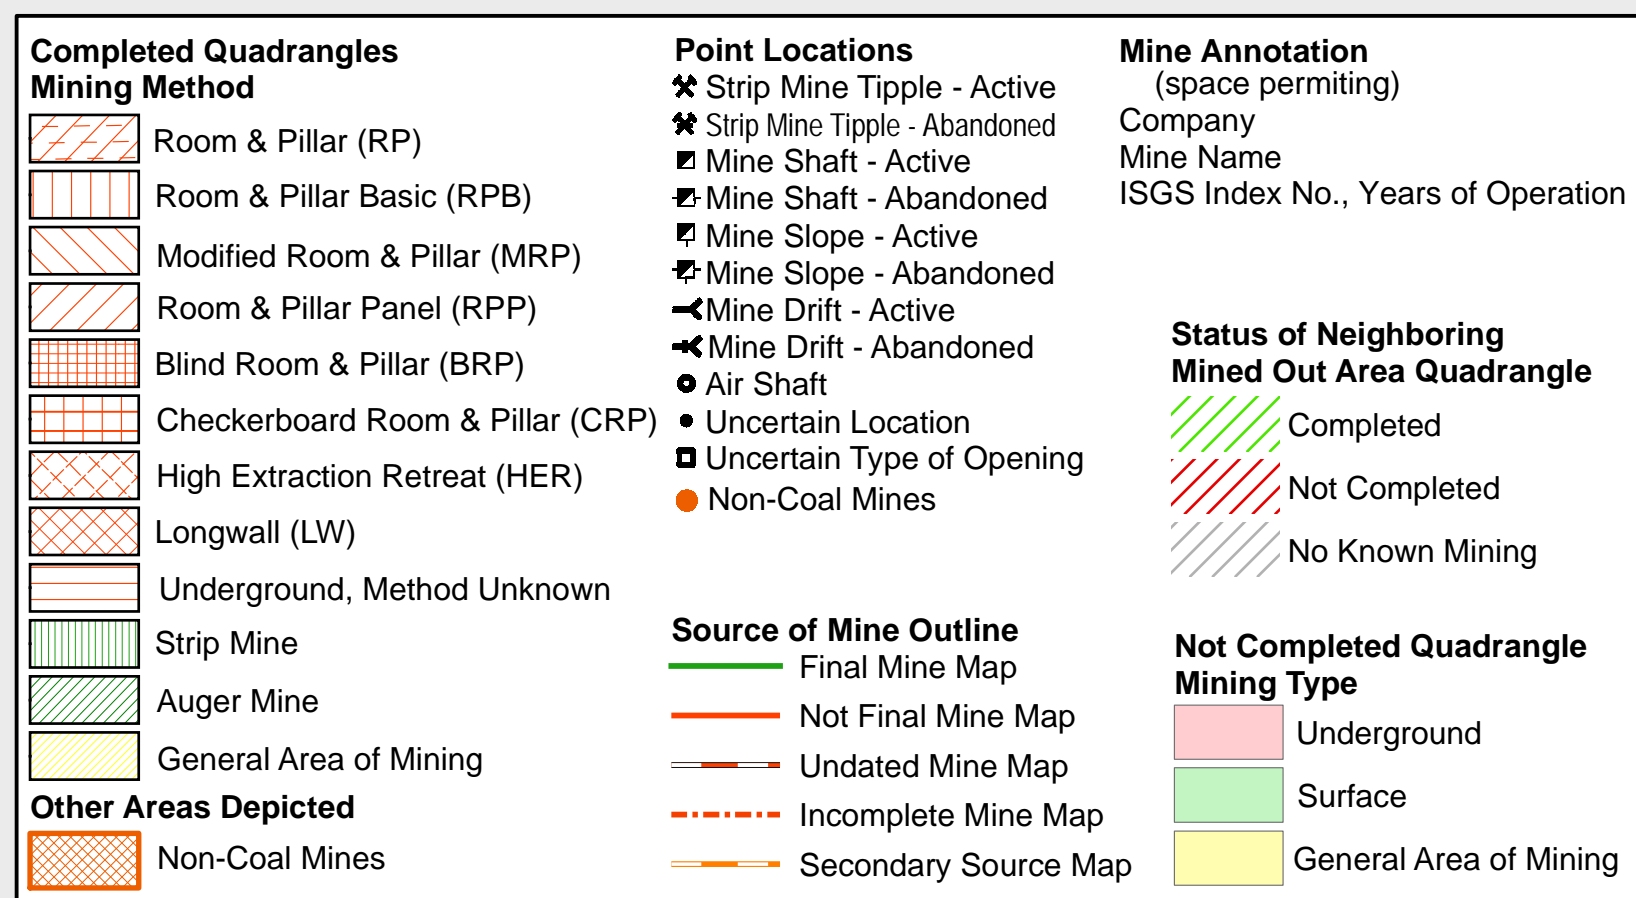 Completed Quadrangles
Mining Method
Room & Pillar (RP)
Room & Pillar Basic (RPB)
Modified Room & Pillar (MRP)
Room & Pillar Panel (RPP)
Blind Room & Pillar (BRP)
Checkerboard Room & Pillar (CRP)
High Extraction Retreat (HER)
Longwall (LW)
Underground, Method Unknown
Strip Mine
Auger Mine
General Area of Mining
Other Areas Depicted
Non-Coal Mines
Point Locations
Strip Mine Tipple - Active
Strip Mine Tipple - Abandoned
Mine Shaft - Active
Mine Shaft - Abandoned
Mine Slope - Active
Mine Slope - Abandoned
Mine Drift - Active
Mine Drift - Abandoned
Air Shaft
Uncertain Location
Uncertain Type of Opening
Non-Coal Mines
Source of Mine Outline
Final Mine Map
Not Final Mine Map
Undated Mine Map
Incomplete Mine Map
Secondary Source Map
Mine Annotation
(space permiting)
Company
Mine Name
ISGS Index No., Years of Operation
Status of Neighboring
Mined Out Area Quadrangle
Completed
Not Completed
No Known Mining
Not Completed Quadrangle
Mining Type
Underground
Surface
General Area of Mining